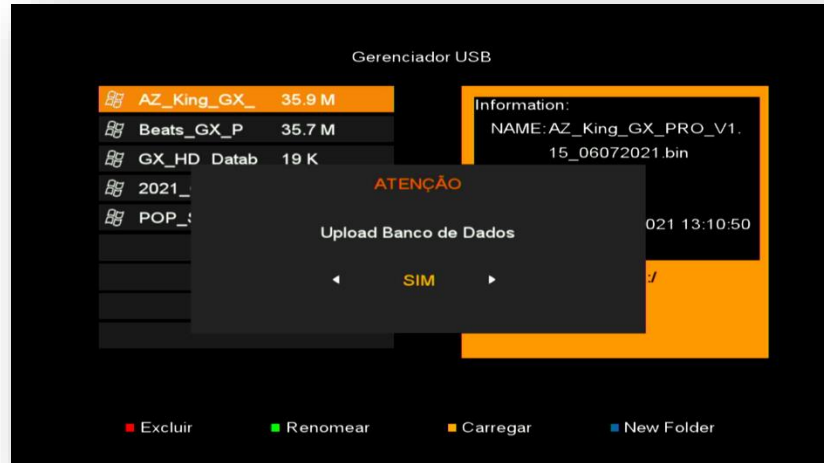 Gerenciador USB
AZ_King_GX_ 35.9 M
Beats_GX_P 35.7 M
GX_HD_Datab 19 K
2021_
POP_S
Information:
NAME:AZ_King_GX_PRO_V1.
15_06072021.bin
021 13:10:50
:/
ATENÇÃO
Upload Banco de Dados
SIM
Excluir Renomear Carregar New Folder